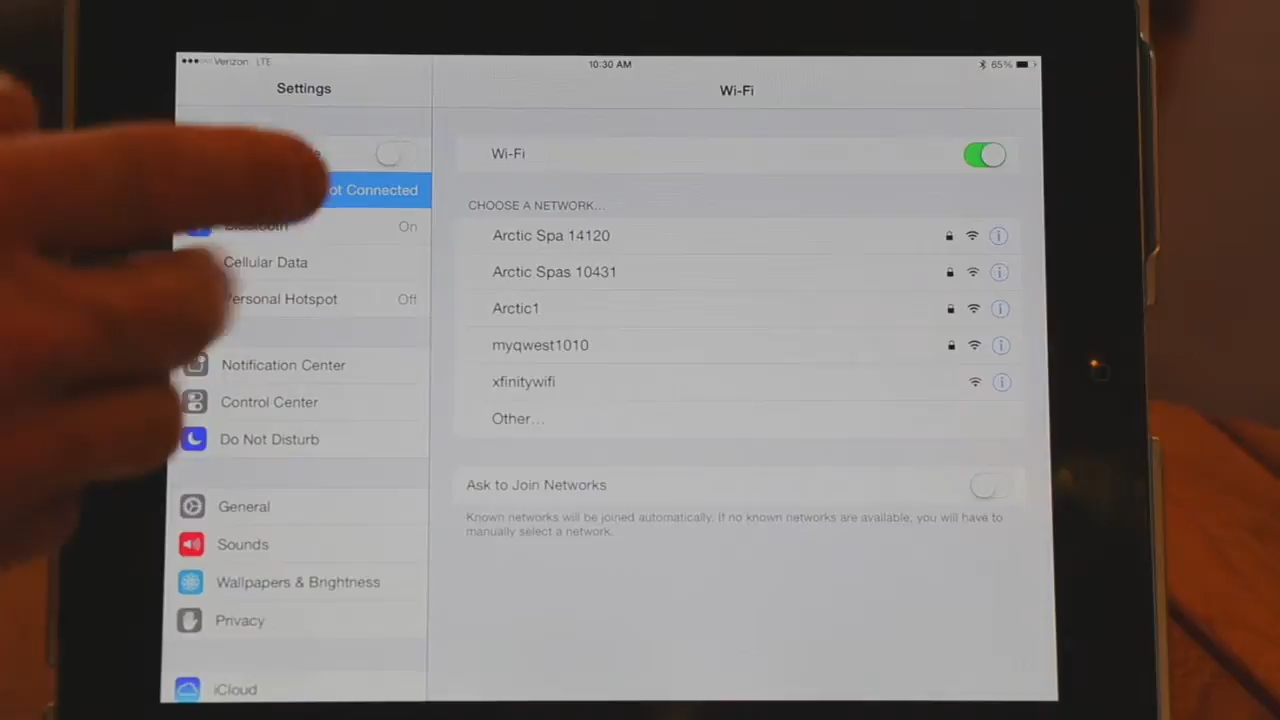 Verizon LTE 10:30 AM 65%
Settings
Wi-Fi
Wi-Fi
ot Connected
CHOOSE A NETWORK...
Arctic Spa 14120
Bluetooth On
Cellular Data
Arctic Spas 10431
ersonal Hotspot Off
Arctic1
myqwest1010
Notification Center
xfinitywifi
Control Center
Other...
Do Not Disturb
Ask to Join Networks
General
Known networks will be joined automatically. If no known networks are available, you will have to
manually select a network.
Sounds
Wallpapers & Brightness
Privacy
iCloud